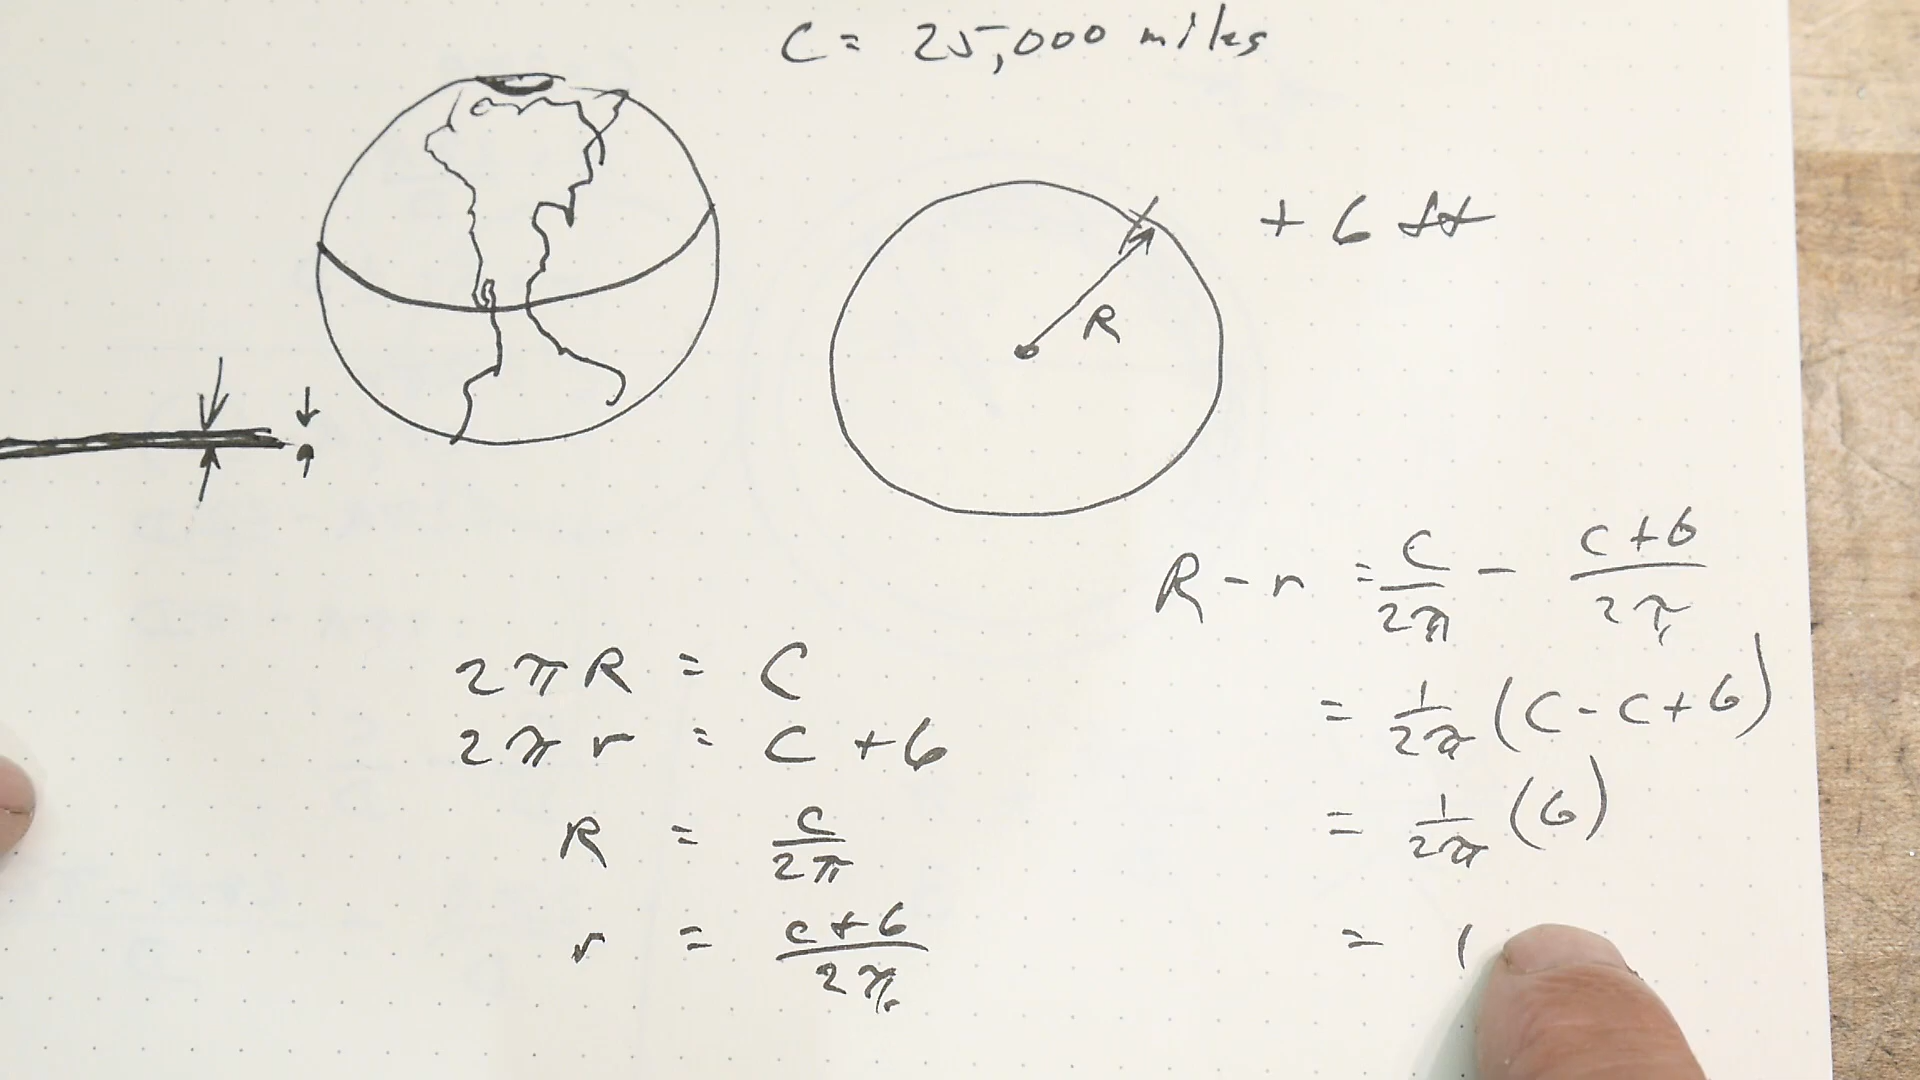 C = 25,000 miles
+ 6 ft
R
R - r = C/2π - (C+6)/2π
2πR = C
= 1/2π (C - C + 6)
2πr = C + 6
= 1/2π (6)
R = C/2π
r = (C+6)/2π
= 1